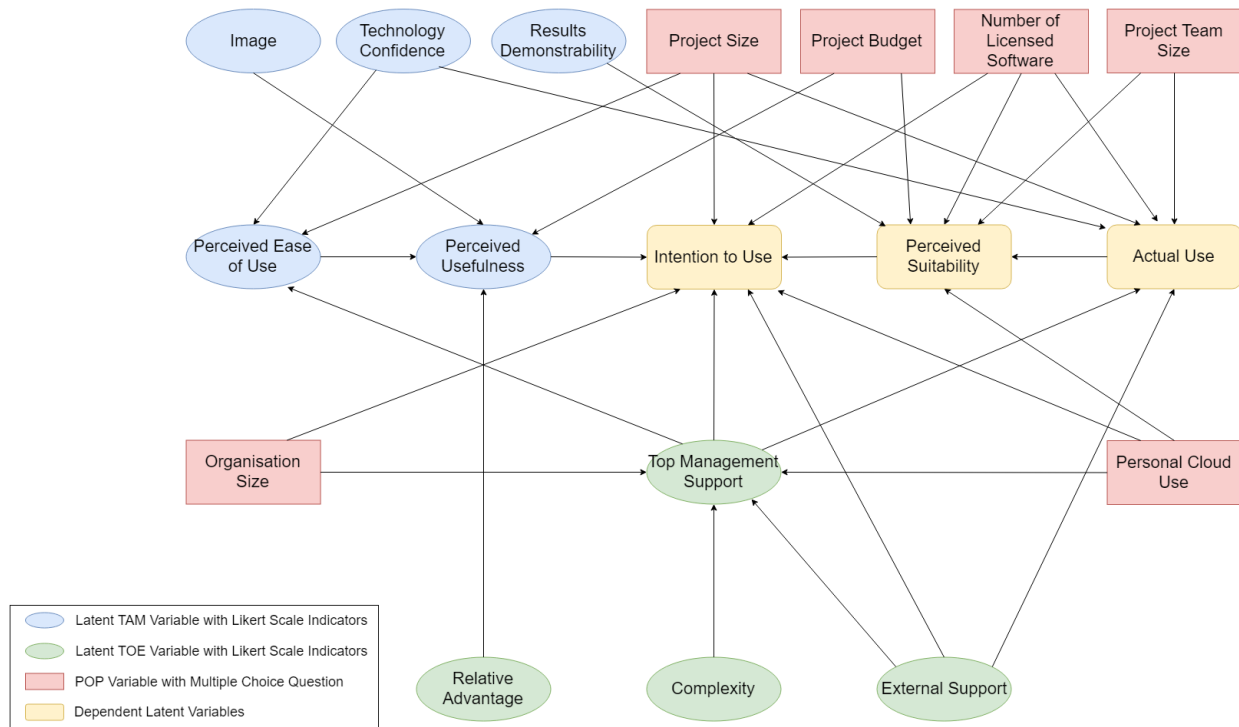 Image
Technology
Confidence
Results
Demonstrability
Project Size
Project Budget
Number of
Licensed
Software
Project Team
Size
Perceived Ease
of Use
Perceived
Usefulness
Intention to Use
Perceived
Suitability
Actual Use
Organisation
Size
Top Management
Support
Personal Cloud
Use
Latent TAM Variable with Likert Scale Indicators
Latent TOE Variable with Likert Scale Indicators
POP Variable with Multiple Choice Question
Dependent Latent Variables
Relative
Advantage
Complexity
External Support